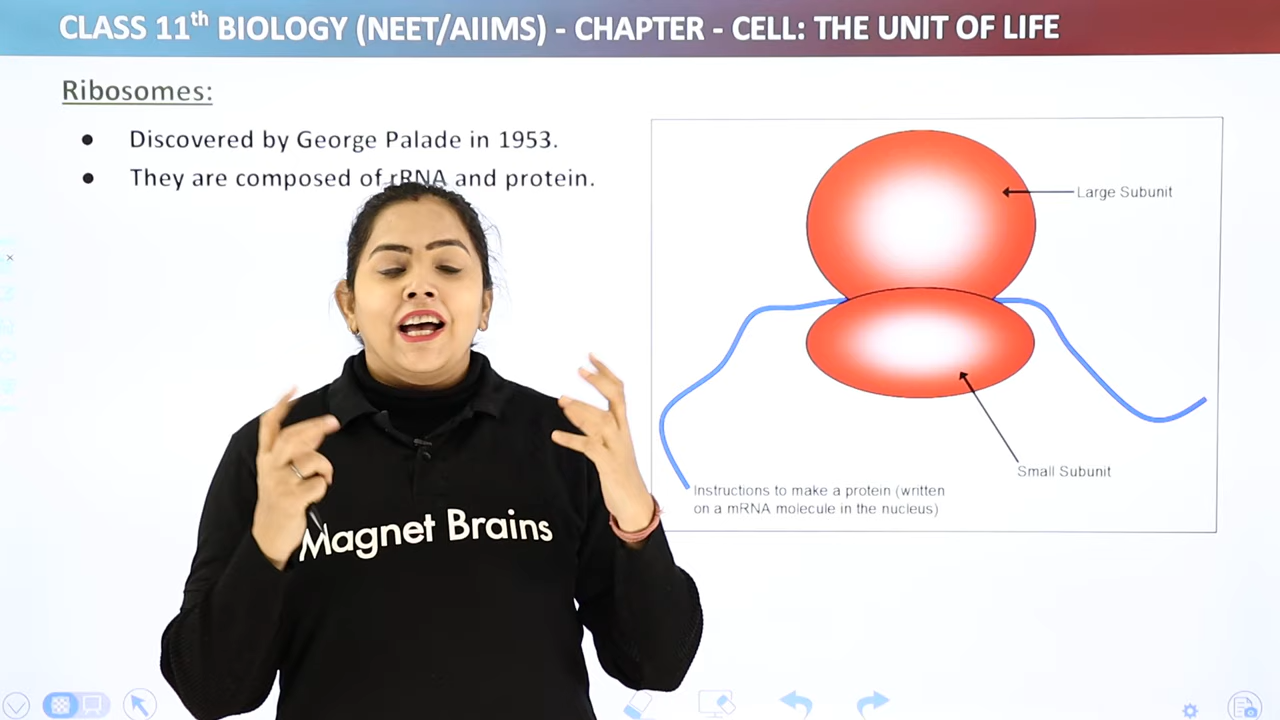 CLASS 11th BIOLOGY (NEET/AIIMS) - CHAPTER - CELL: THE UNIT OF LIFE
Ribosomes:
● Discovered by George Palade in 1953.
● They are composed of rRNA and protein.
Large Subunit
Small Subunit
Instructions to make a protein (written
on a mRNA molecule in the nucleus)
Magnet Brains